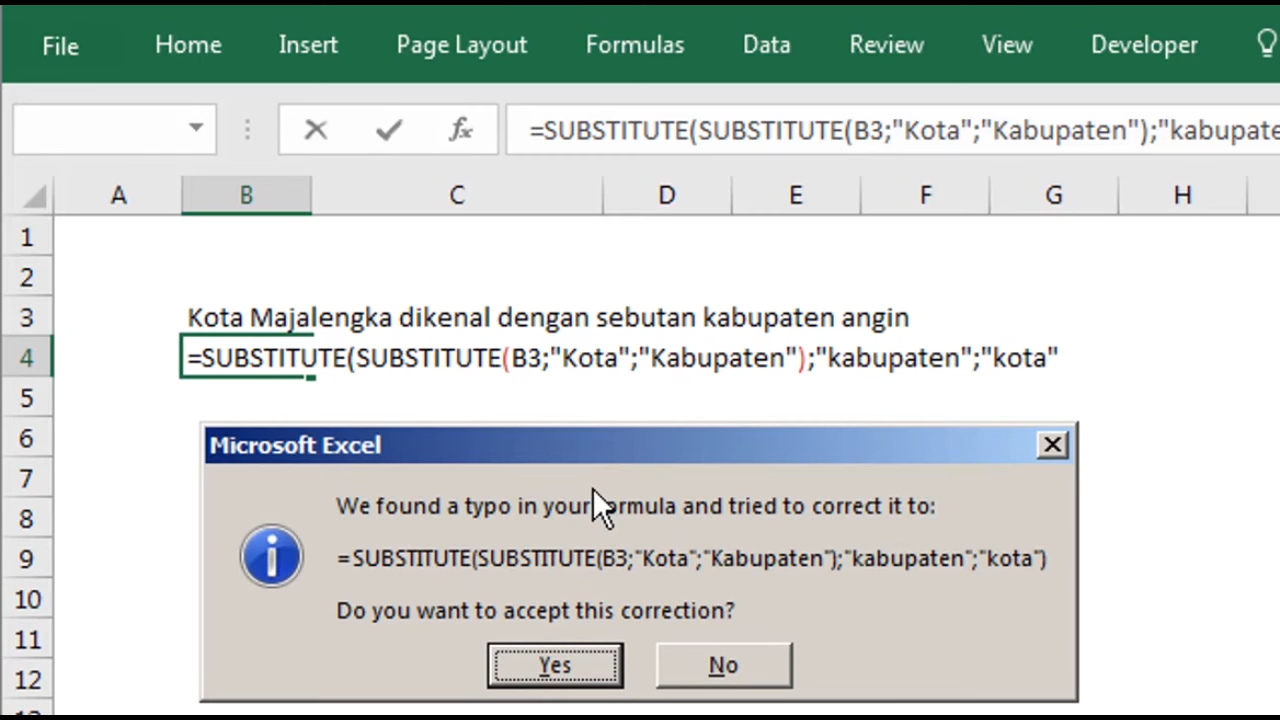 File Home Insert Page Layout Formulas Data Review View Developer
fx =SUBSTITUTE(SUBSTITUTE(B3;"Kota";"Kabupaten");"kabupate
A B C D E F G H
1
2
3 Kota Majalengka dikenal dengan sebutan kabupaten angin
4 =SUBSTITUTE(SUBSTITUTE(B3;"Kota";"Kabupaten");"kabupaten";"kota"
5
6 Microsoft Excel
7
8 We found a typo in your formula and tried to correct it to:
9 =SUBSTITUTE(SUBSTITUTE(B3;"Kota";"Kabupaten");"kabupaten";"kota")
10 Do you want to accept this correction?
11
12 Yes No